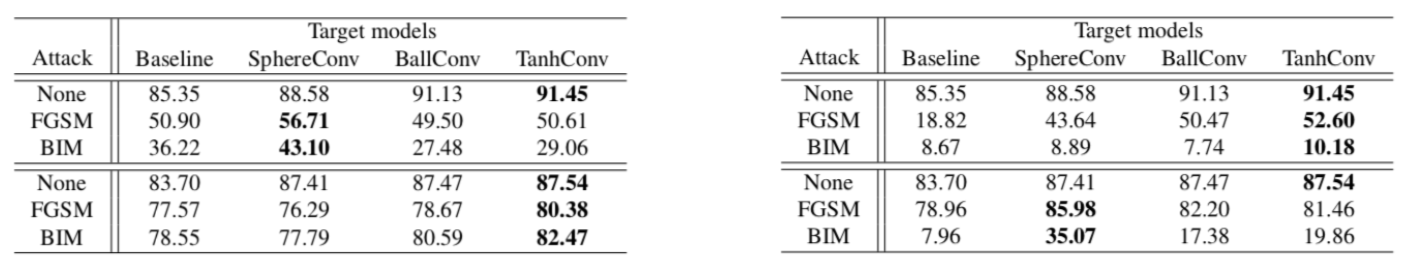 Target models
Attack Baseline SphereConv BallConv TanhConv
None 85.35 88.58 91.13 91.45
FGSM 50.90 56.71 49.50 50.61
BIM 36.22 43.10 27.48 29.06
None 83.70 87.41 87.47 87.54
FGSM 77.57 76.29 78.67 80.38
BIM 78.55 77.79 80.59 82.47
Target models
Attack Baseline SphereConv BallConv TanhConv
None 85.35 88.58 91.13 91.45
FGSM 18.82 43.64 50.47 52.60
BIM 8.67 8.89 7.74 10.18
None 83.70 87.41 87.47 87.54
FGSM 78.96 85.98 82.20 81.46
BIM 7.96 35.07 17.38 19.86